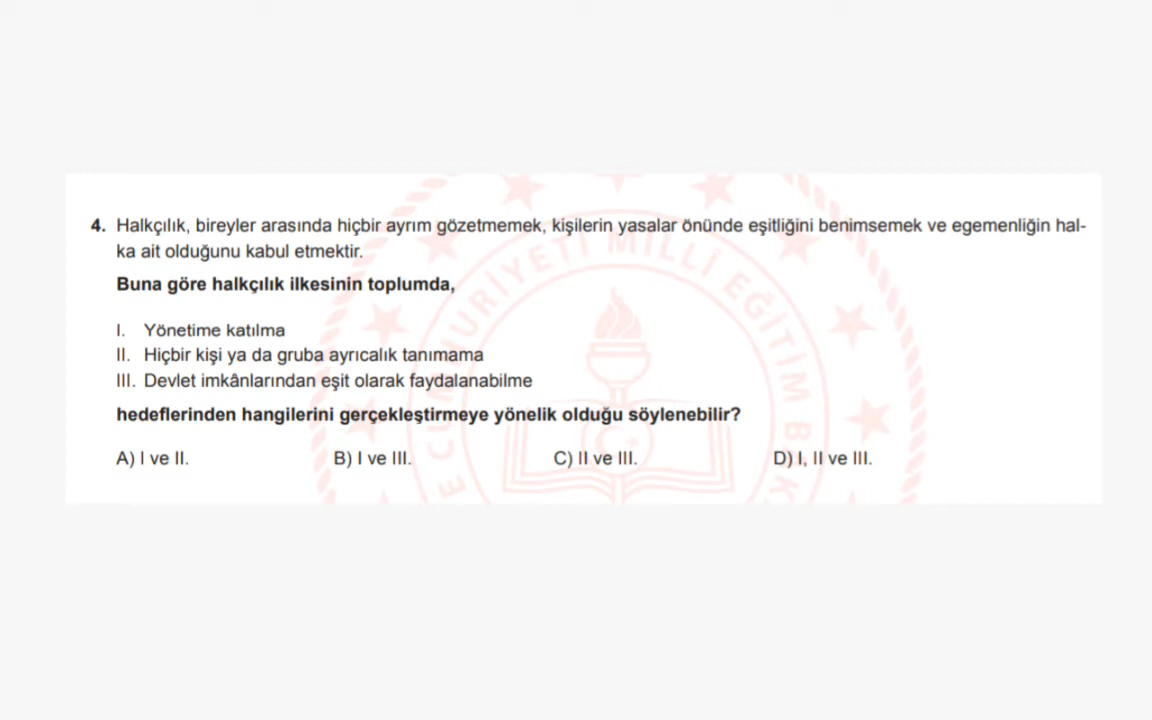 4. Halkçılık, bireyler arasında hiçbir ayrım gözetmemek, kişilerin yasalar önünde eşitliğini benimsemek ve egemenliğin hal-
ka ait olduğunu kabul etmektir.
Buna göre halkçılık ilkesinin toplumda,
I. Yönetime katılma
II. Hiçbir kişi ya da gruba ayrıcalık tanımama
III. Devlet imkânlarından eşit olarak faydalanabilme
hedeflerinden hangilerini gerçekleştirmeye yönelik olduğu söylenebilir?
A) I ve II. B) I ve III. C) II ve III. D) I, II ve III.